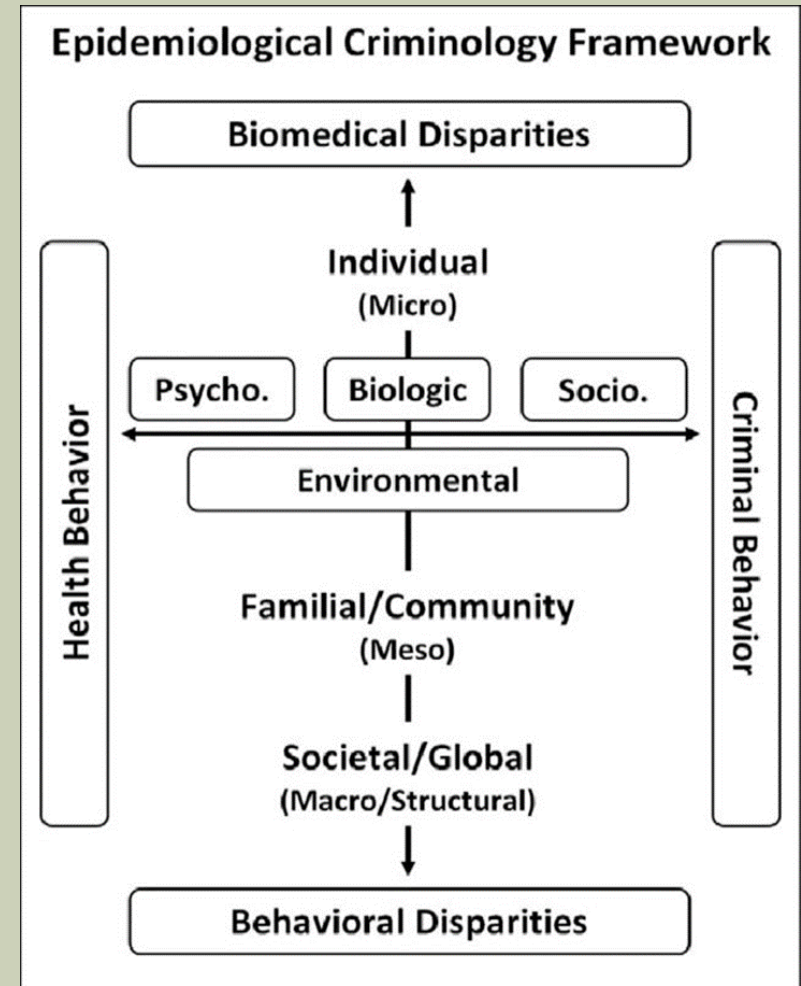 Epidemiological Criminology Framework
Biomedical Disparities
Individual
(Micro)
Psycho.
Biologic
Socio.
Environmental
Health Behavior
Criminal Behavior
Familial/Community
(Meso)
Societal/Global
(Macro/Structural)
Behavioral Disparities